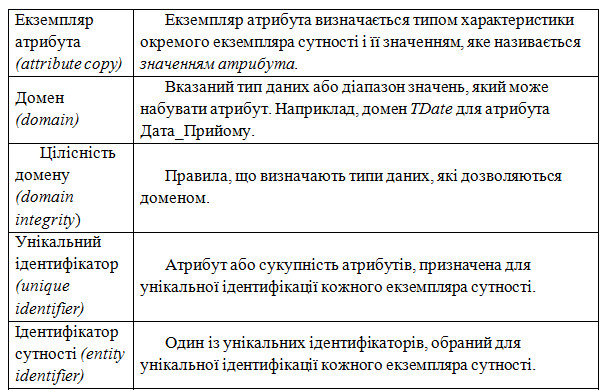 Екземпляр
атрибута
(attribute copy)
Екземпляр атрибута визначається типом характеристики
окремого екземпляра сутності і її значенням, яке називається
значенням атрибута.
Домен
(domain)
Вказаний тип даних або діапазон значень, який може
набувати атрибут. Наприклад, домен TDate для атрибута
Дата_Прийому.
Цілісність
домену
(domain
integrity)
Правила, що визначають типи даних, які дозволяються
доменом.
Унікальний
ідентифікатор
(unique
identifier)
Атрибут або сукупність атрибутів, призначена для
унікальної ідентифікації кожного екземпляра сутності.
Ідентифікатор
сутності (entity
identifier)
Один із унікальних ідентифікаторів, обраний для
унікальної ідентифікації кожного екземпляра сутності.